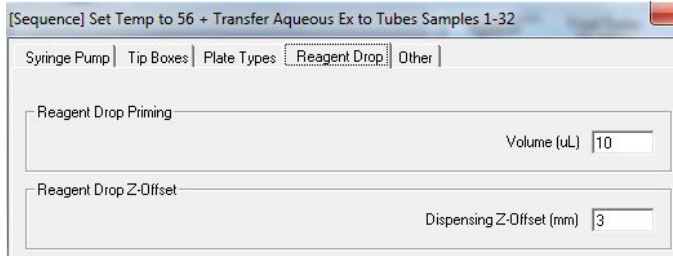 [Sequence] Set Temp to 56 + Transfer Aqueous Ex to Tubes Samples 1-32
Syringe Pump Tip Boxes Plate Types Reagent Drop Other
Reagent Drop Priming
Volume (uL) 10
Reagent Drop Z-Offset
Dispensing Z-Offset (mm) 3